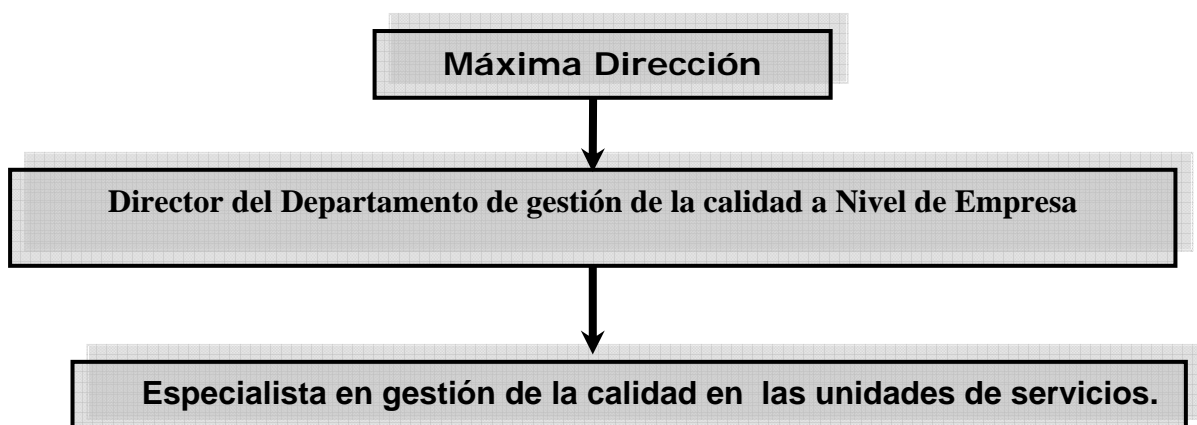 Máxima Dirección
Director del Departamento de gestión de la calidad a Nivel de Empresa
Especialista en gestión de la calidad en las unidades de servicios.